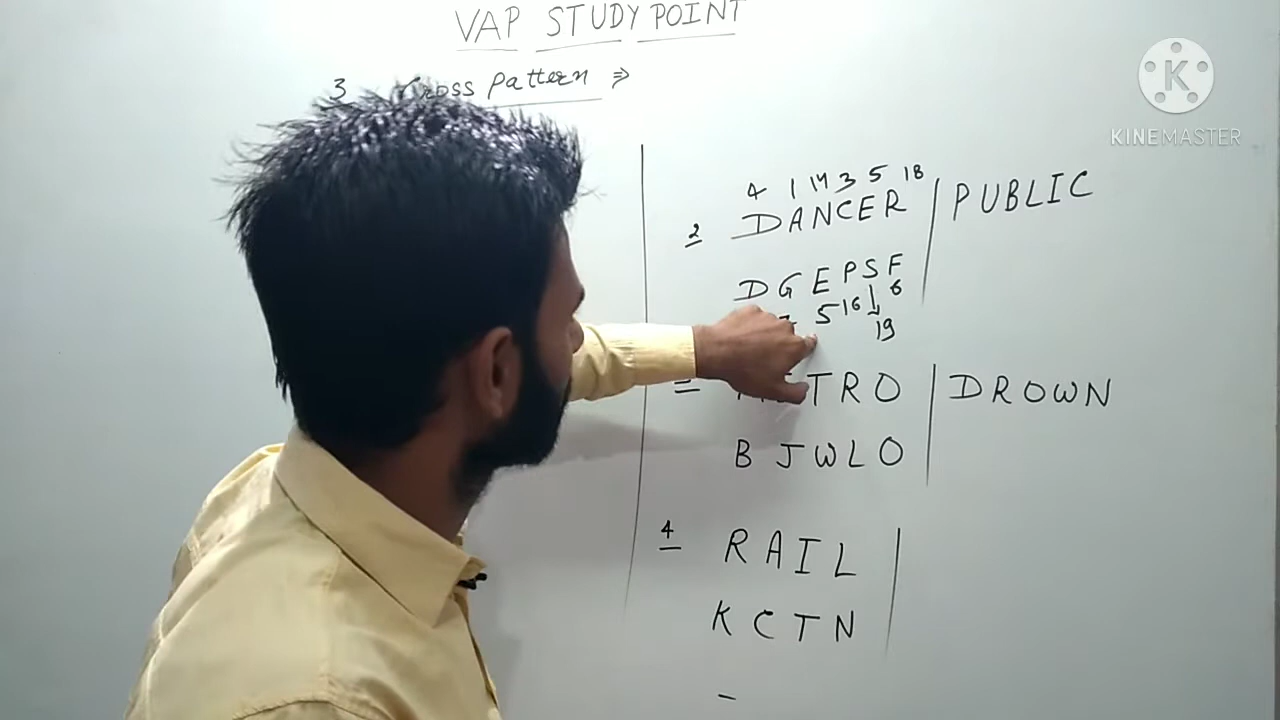 VAP STUDY POINT
3 Cross Pattern ⇒
4 1 14 3 5 18
2 DANCER / PUBLIC
DGEPSF
5 16 ↓ 6
19
TRO / DROWN
BJWLO
4 RAIL
KCTN
K
KINEMASTER